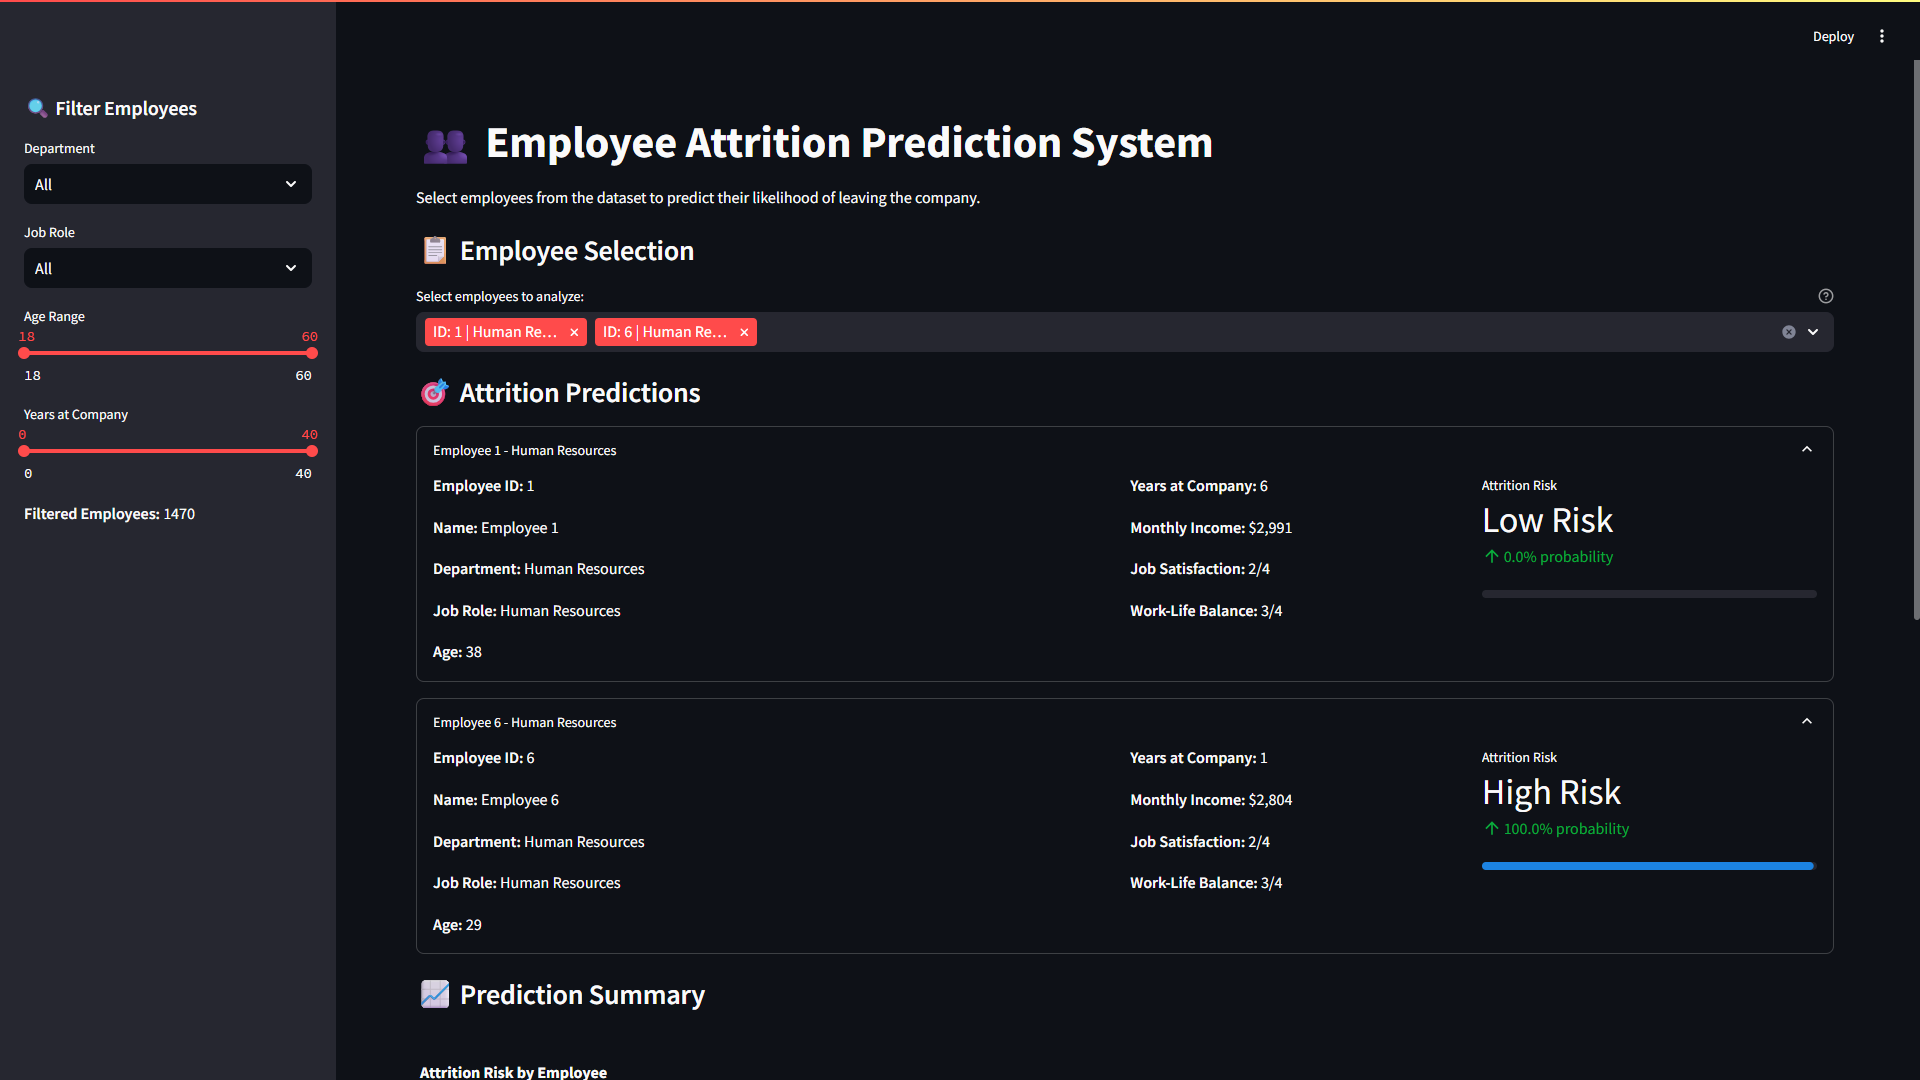 Deploy
Filter Employees
Department
All
Job Role
All
Age Range
18 60
18 60
Years at Company
0 40
0 40
Filtered Employees: 1470
Employee Attrition Prediction System
Select employees from the dataset to predict their likelihood of leaving the company.
Employee Selection
Select employees to analyze:
ID: 1 | Human Re... ID: 6 | Human Re...
Attrition Predictions
Employee 1 - Human Resources
Employee ID: 1
Name: Employee 1
Department: Human Resources
Job Role: Human Resources
Age: 38
Years at Company: 6
Monthly Income: $2,991
Job Satisfaction: 2/4
Work-Life Balance: 3/4
Attrition Risk
Low Risk
↑ 0.0% probability
Employee 6 - Human Resources
Employee ID: 6
Name: Employee 6
Department: Human Resources
Job Role: Human Resources
Age: 29
Years at Company: 1
Monthly Income: $2,804
Job Satisfaction: 2/4
Work-Life Balance: 3/4
Attrition Risk
High Risk
↑ 100.0% probability
Prediction Summary
Attrition Risk by Employee